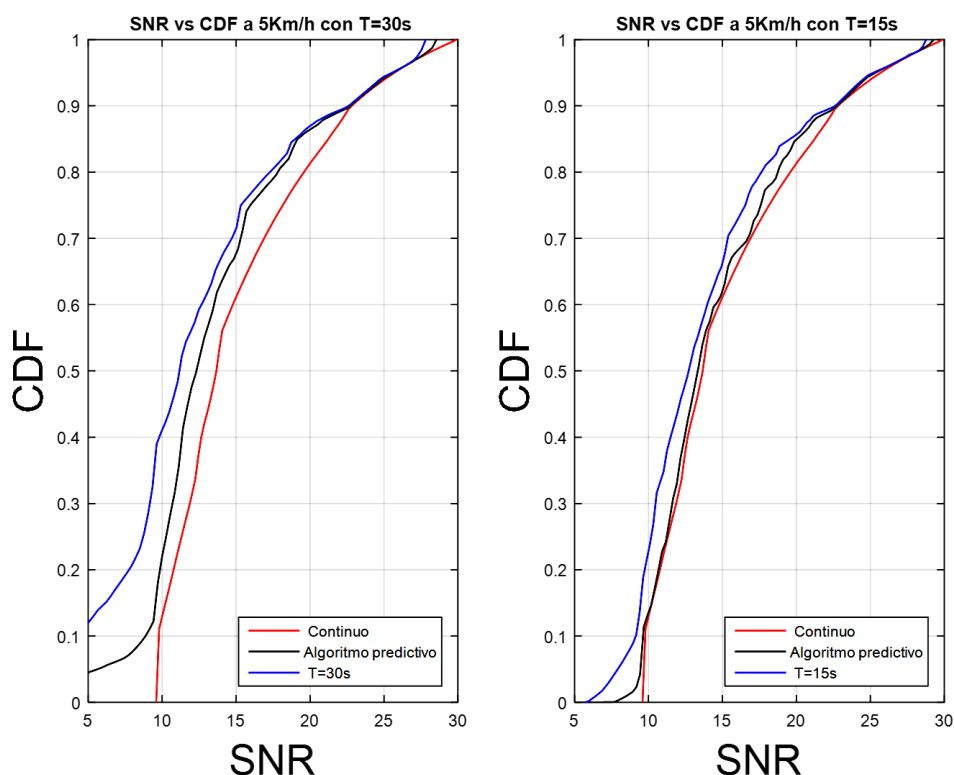 SNR vs CDF a 5Km/h con T=30s
1
0.9
0.8
0.7
0.6
0.5
0.4
0.3
0.2
0.1
0
CDF
5 10 15 20 25 30
SNR
Continuo
Algoritmo predictivo
T=30s
SNR vs CDF a 5Km/h con T=15s
1
0.9
0.8
0.7
0.6
0.5
0.4
0.3
0.2
0.1
0
CDF
5 10 15 20 25 30
SNR
Continuo
Algoritmo predictivo
T=15s